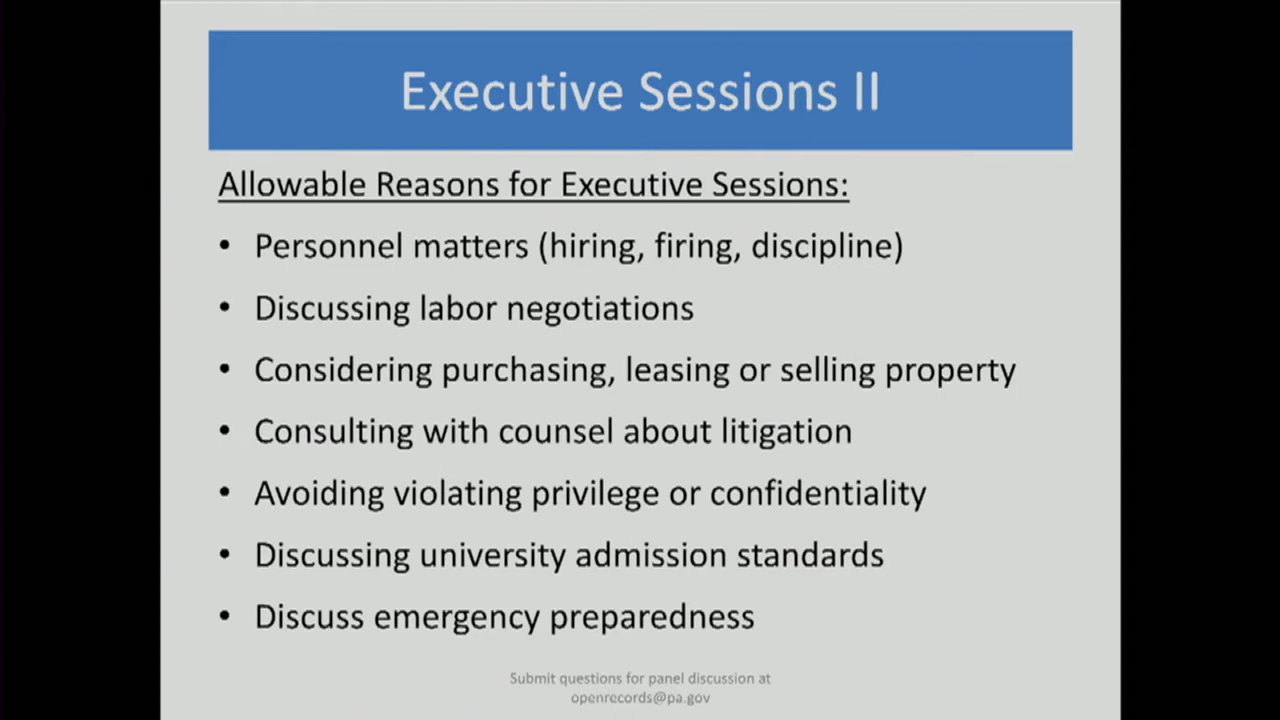 Executive Sessions II
Allowable Reasons for Executive Sessions:
• Personnel matters (hiring, firing, discipline)
• Discussing labor negotiations
• Considering purchasing, leasing or selling property
• Consulting with counsel about litigation
• Avoiding violating privilege or confidentiality
• Discussing university admission standards
• Discuss emergency preparedness
Submit questions for panel discussion at
openrecords@pa.gov